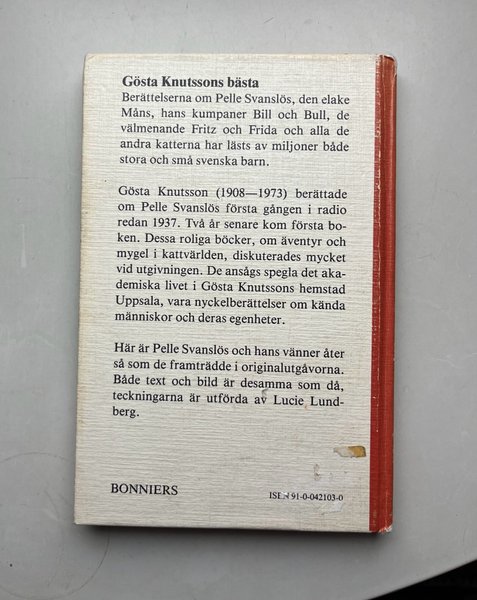 Gösta Knutssons bästa
Berättelserna om Pelle Svanslös, den elake
Måns, hans kumpaner Bill och Bull, de
välmenande Fritz och Frida och alla de
andra katterna har lästs av miljoner både
stora och små svenska barn.
Gösta Knutsson (1908—1973) berättade
om Pelle Svanslös första gången i radio
redan 1937. Två år senare kom första bo-
ken. Dessa roliga böcker, om äventyr och
mygel i kattvärlden, diskuterades mycket
vid utgivningen. De ansågs spegla det aka-
demiska livet i Gösta Knutssons hemstad
Uppsala, vara nyckelberättelser om kända
människor och deras egenheter.
Här är Pelle Svanslös och hans vänner åter
så som de framträdde i originalutgåvorna.
Både text och bild är desamma som då,
teckningarna är utförda av Lucie Lund-
berg.
BONNIERS
ISBN 91-0-042103-0